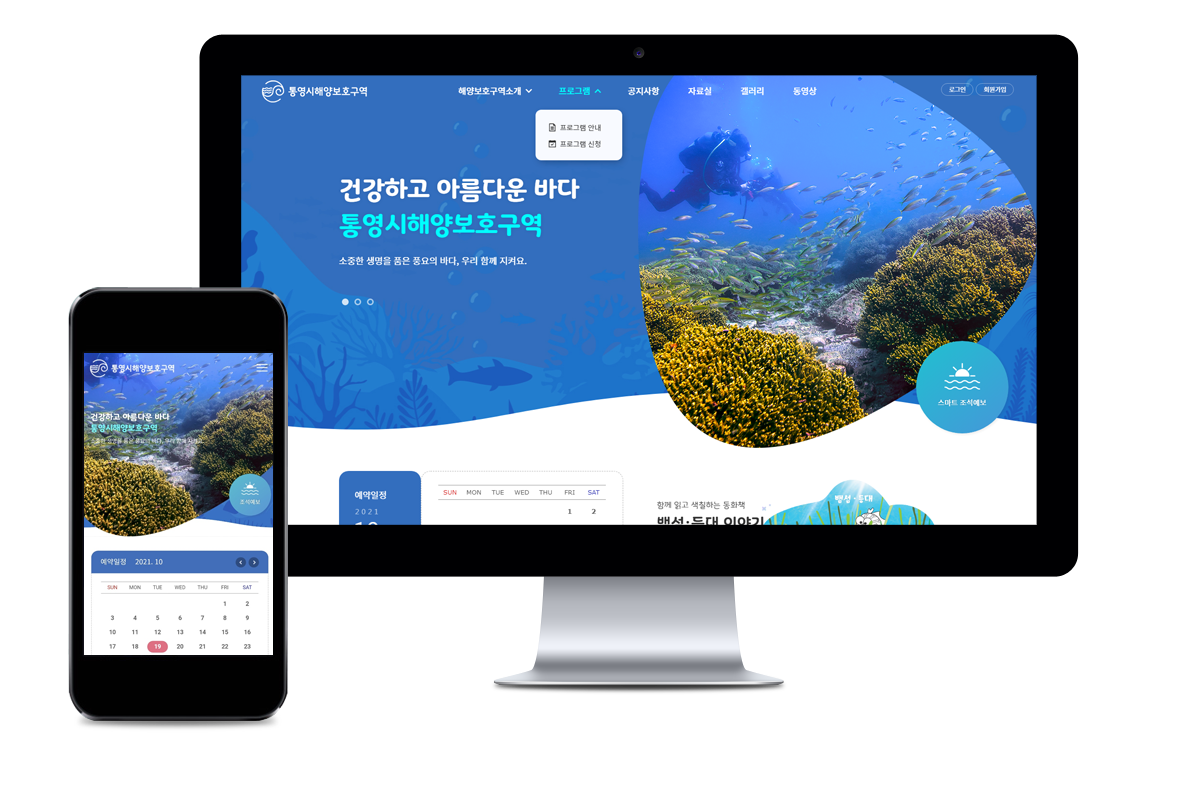 통영시해양보호구역
해양보호구역소개 프로그램 공지사항 자료실 갤러리 동영상
로그인 회원가입
프로그램 안내
프로그램 신청
건강하고 아름다운 바다
통영시해양보호구역
소중한 생명을 품은 풍요의 바다, 우리 함께 지켜요.
스마트 조석예보
예약일정
2021
10
SUN MON TUE WED THU FRI SAT
1 2
함께 읽고 색칠하는 동화책
백설·등대 이야기
백설·등대
통영시해양보호구역
건강하고 아름다운 바다
통영시해양보호구역
소중한 생명을 품은 풍요의 바다, 우리 함께 지켜요.
조석예보
예약일정 2021. 10
SUN MON TUE WED THU FRI SAT
1 2
3 4 5 6 7 8 9
10 11 12 13 14 15 16
17 18 19 20 21 22 23